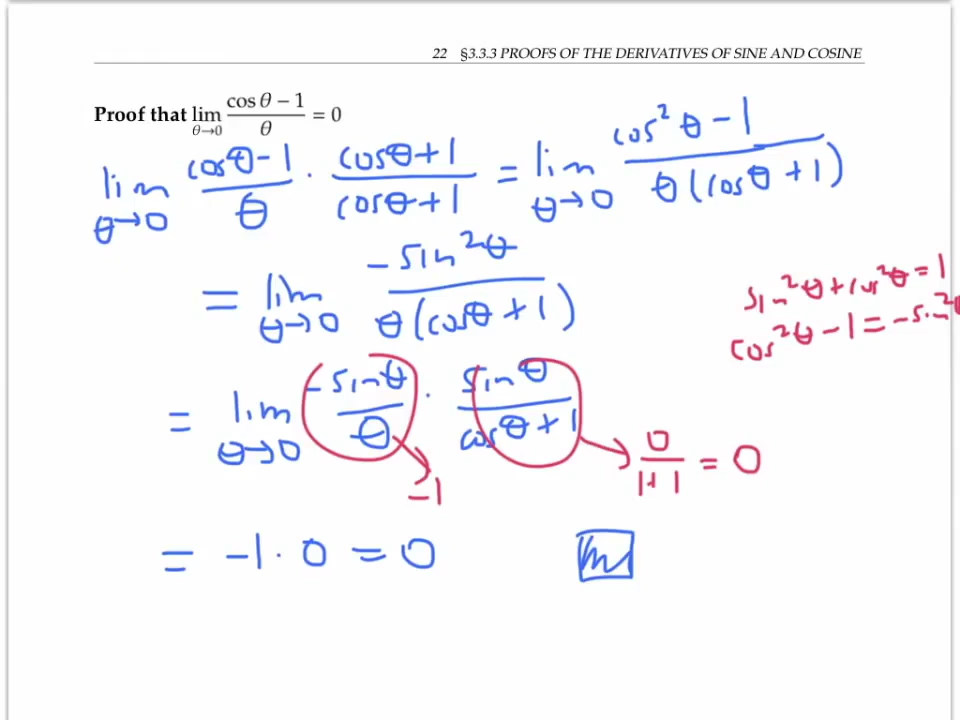 22 §3.3.3 PROOFS OF THE DERIVATIVES OF SINE AND COSINE
Proof that lim θ→0 (cos θ − 1)/θ = 0
lim θ→0 (cosθ-1)/θ · (cosθ+1)/(cosθ+1) = lim θ→0 (cos²θ-1)/(θ(cosθ+1))
= lim θ→0 (-sin²θ)/(θ(cosθ+1))
sin²θ+cos²θ=1
cos²θ-1=-sin²θ
= lim θ→0 (-sinθ)/θ · (sinθ)/(cosθ+1)
-1
0/(1+1) = 0
= -1·0 = 0